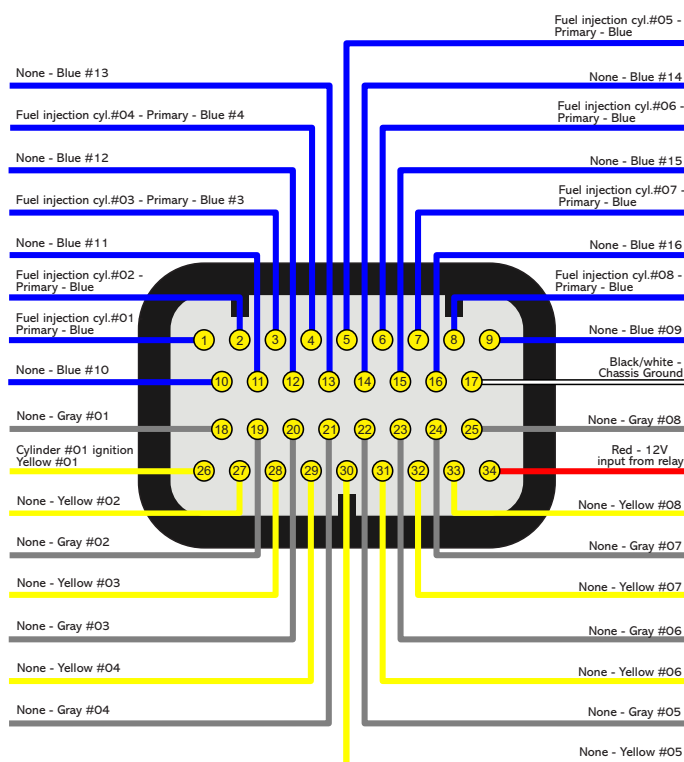 Fuel injection cyl.#05 -
Primary - Blue
None - Blue #13
None - Blue #14
Fuel injection cyl.#04 - Primary - Blue #4
Fuel injection cyl.#06 -
Primary - Blue
None - Blue #12
None - Blue #15
Fuel injection cyl.#03 - Primary - Blue #3
Fuel injection cyl.#07 -
Primary - Blue
None - Blue #11
None - Blue #16
Fuel injection cyl.#02 -
Primary - Blue
Fuel injection cyl.#08 -
Primary - Blue
Fuel injection cyl.#01
Primary - Blue
None - Blue #09
1 2 3 4 5 6 7 8 9
None - Blue #10
Black/white -
Chassis Ground
10 11 12 13 14 15 16 17
None - Gray #01
None - Gray #08
18 19 20 21 22 23 24 25
Cylinder #01 ignition
Yellow #01
Red - 12V
input from relay
26 27 28 29 30 31 32 33 34
None - Yellow #02
None - Yellow #08
None - Gray #02
None - Gray #07
None - Yellow #03
None - Yellow #07
None - Gray #03
None - Gray #06
None - Yellow #04
None - Yellow #06
None - Gray #04
None - Gray #05
None - Yellow #05